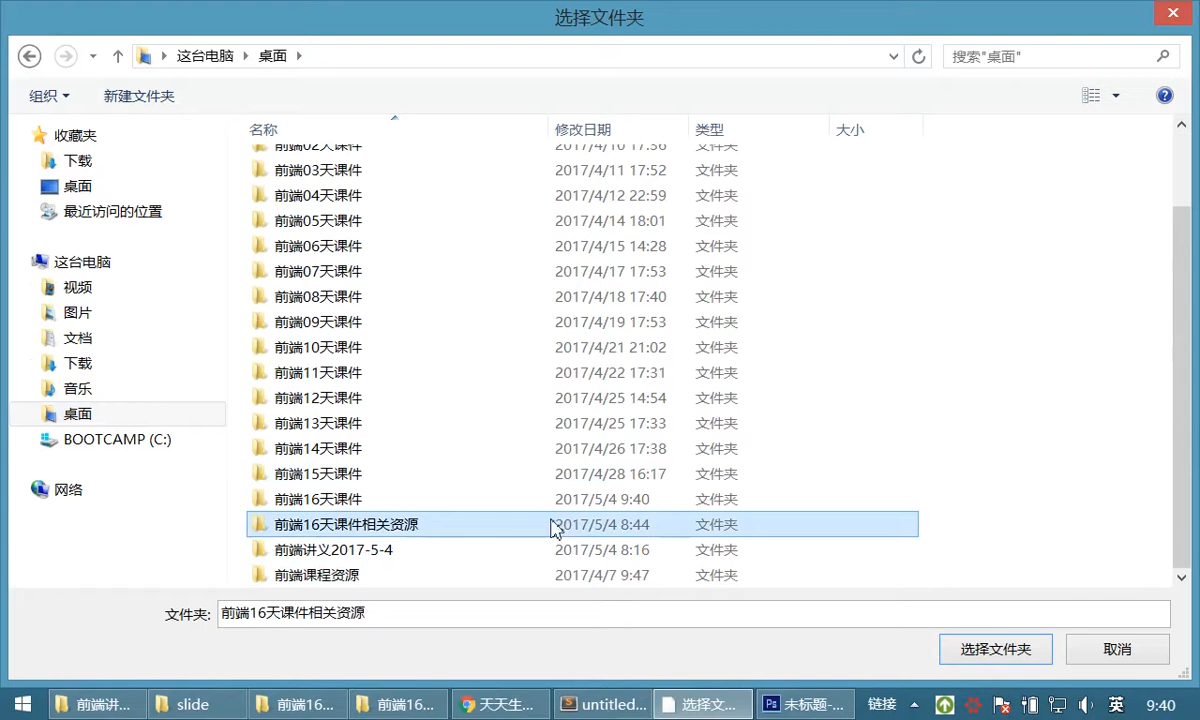 选择文件夹
这台电脑 桌面
搜索"桌面"
组织 新建文件夹
名称 修改日期 类型 大小
收藏夹
下载
桌面
最近访问的位置
这台电脑
视频
图片
文档
下载
音乐
桌面
BOOTCAMP (C:)
网络
前端02天课件 2017/4/10 17:36 文件夹
前端03天课件 2017/4/11 17:52 文件夹
前端04天课件 2017/4/12 22:59 文件夹
前端05天课件 2017/4/14 18:01 文件夹
前端06天课件 2017/4/15 14:28 文件夹
前端07天课件 2017/4/17 17:53 文件夹
前端08天课件 2017/4/18 17:40 文件夹
前端09天课件 2017/4/19 17:53 文件夹
前端10天课件 2017/4/21 21:02 文件夹
前端11天课件 2017/4/22 17:31 文件夹
前端12天课件 2017/4/25 14:54 文件夹
前端13天课件 2017/4/25 17:33 文件夹
前端14天课件 2017/4/26 17:38 文件夹
前端15天课件 2017/4/28 16:17 文件夹
前端16天课件 2017/5/4 9:40 文件夹
前端16天课件相关资源 2017/5/4 8:44 文件夹
前端讲义2017-5-4 2017/5/4 8:16 文件夹
前端课程资源 2017/4/7 9:47 文件夹
文件夹: 前端16天课件相关资源
选择文件夹 取消
前端讲... slide 前端16... 前端16... 天天生... untitled... 选择文... Ps 未标题-... 链接 英 9:40